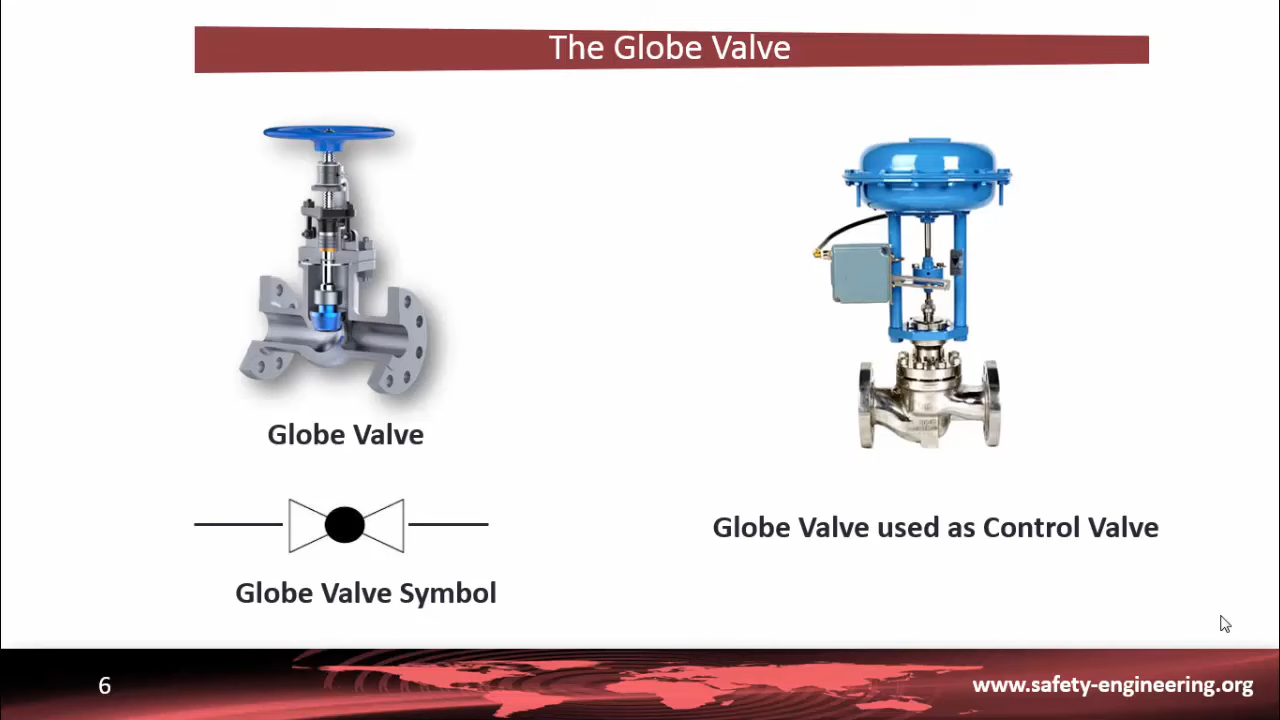 The Globe Valve
Globe Valve
Globe Valve used as Control Valve
Globe Valve Symbol
6
www.safety-engineering.org